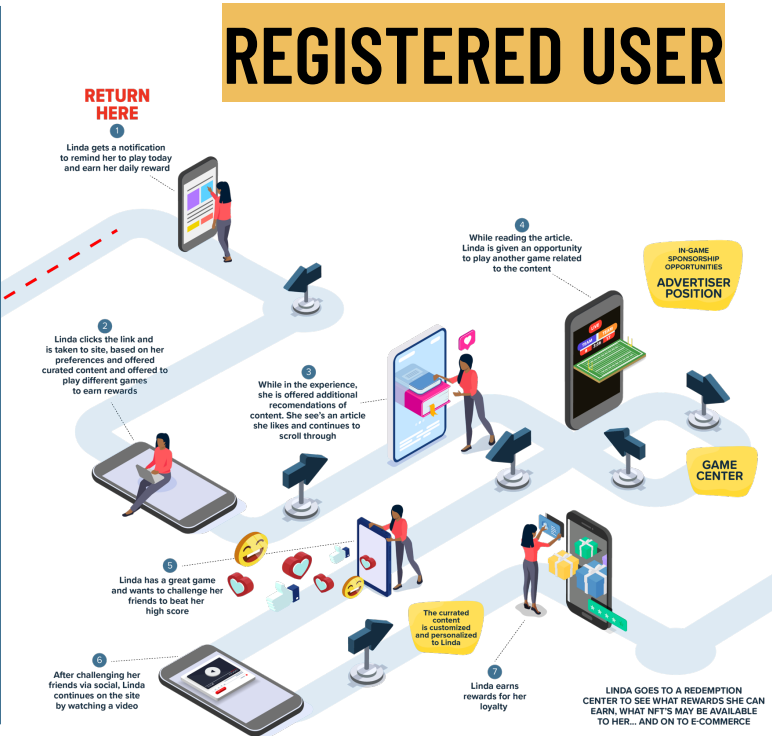 REGISTERED USER
RETURN
HERE
1
Linda gets a notification
to remind her to play today
and earn her daily reward
2
Linda clicks the link and
is taken to site, based on her
preferences and offered
curated content and offered to
play different games
to earn rewards
3
While in the experience,
she is offered additional
recomendations of
content. She see's an article
she likes and continues to
scroll through
4
While reading the article.
Linda is given an opportunity
to play another game related
to the content
IN-GAME
SPONSORSHIP
OPPORTUNITIES
ADVERTISER
POSITION
LIVE
TEAM
TEAM
GAME
CENTER
5
Linda has a great game
and wants to challenge her
friends to beat her
high score
The currated
content
is customized
and personalized
to Linda
6
After challenging her
friends via social, Linda
continues on the site
by watching a video
7
Linda earns
rewards for her
loyalty
LINDA GOES TO A REDEMPTION
CENTER TO SEE WHAT REWARDS SHE CAN
EARN, WHAT NFT'S MAY BE AVAILABLE
TO HER... AND ON TO E-COMMERCE